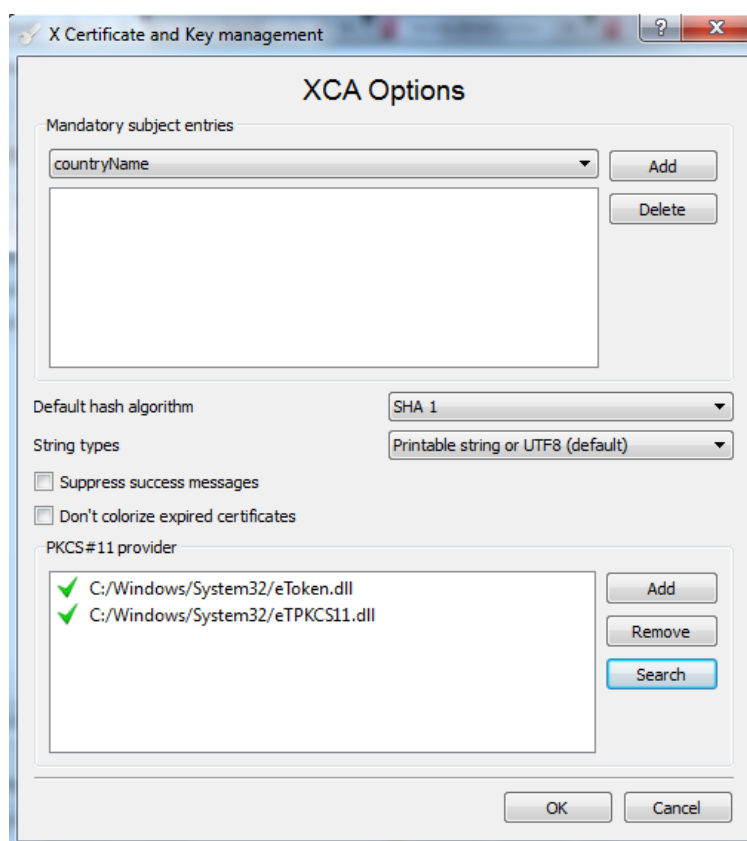 X Certificate and Key management
XCA Options
Mandatory subject entries
countryName
Add
Delete
Default hash algorithm
SHA 1
String types
Printable string or UTF8 (default)
Suppress success messages
Don't colorize expired certificates
PKCS#11 provider
C:/Windows/System32/eToken.dll
C:/Windows/System32/eTPKCS11.dll
Add
Remove
Search
OK
Cancel